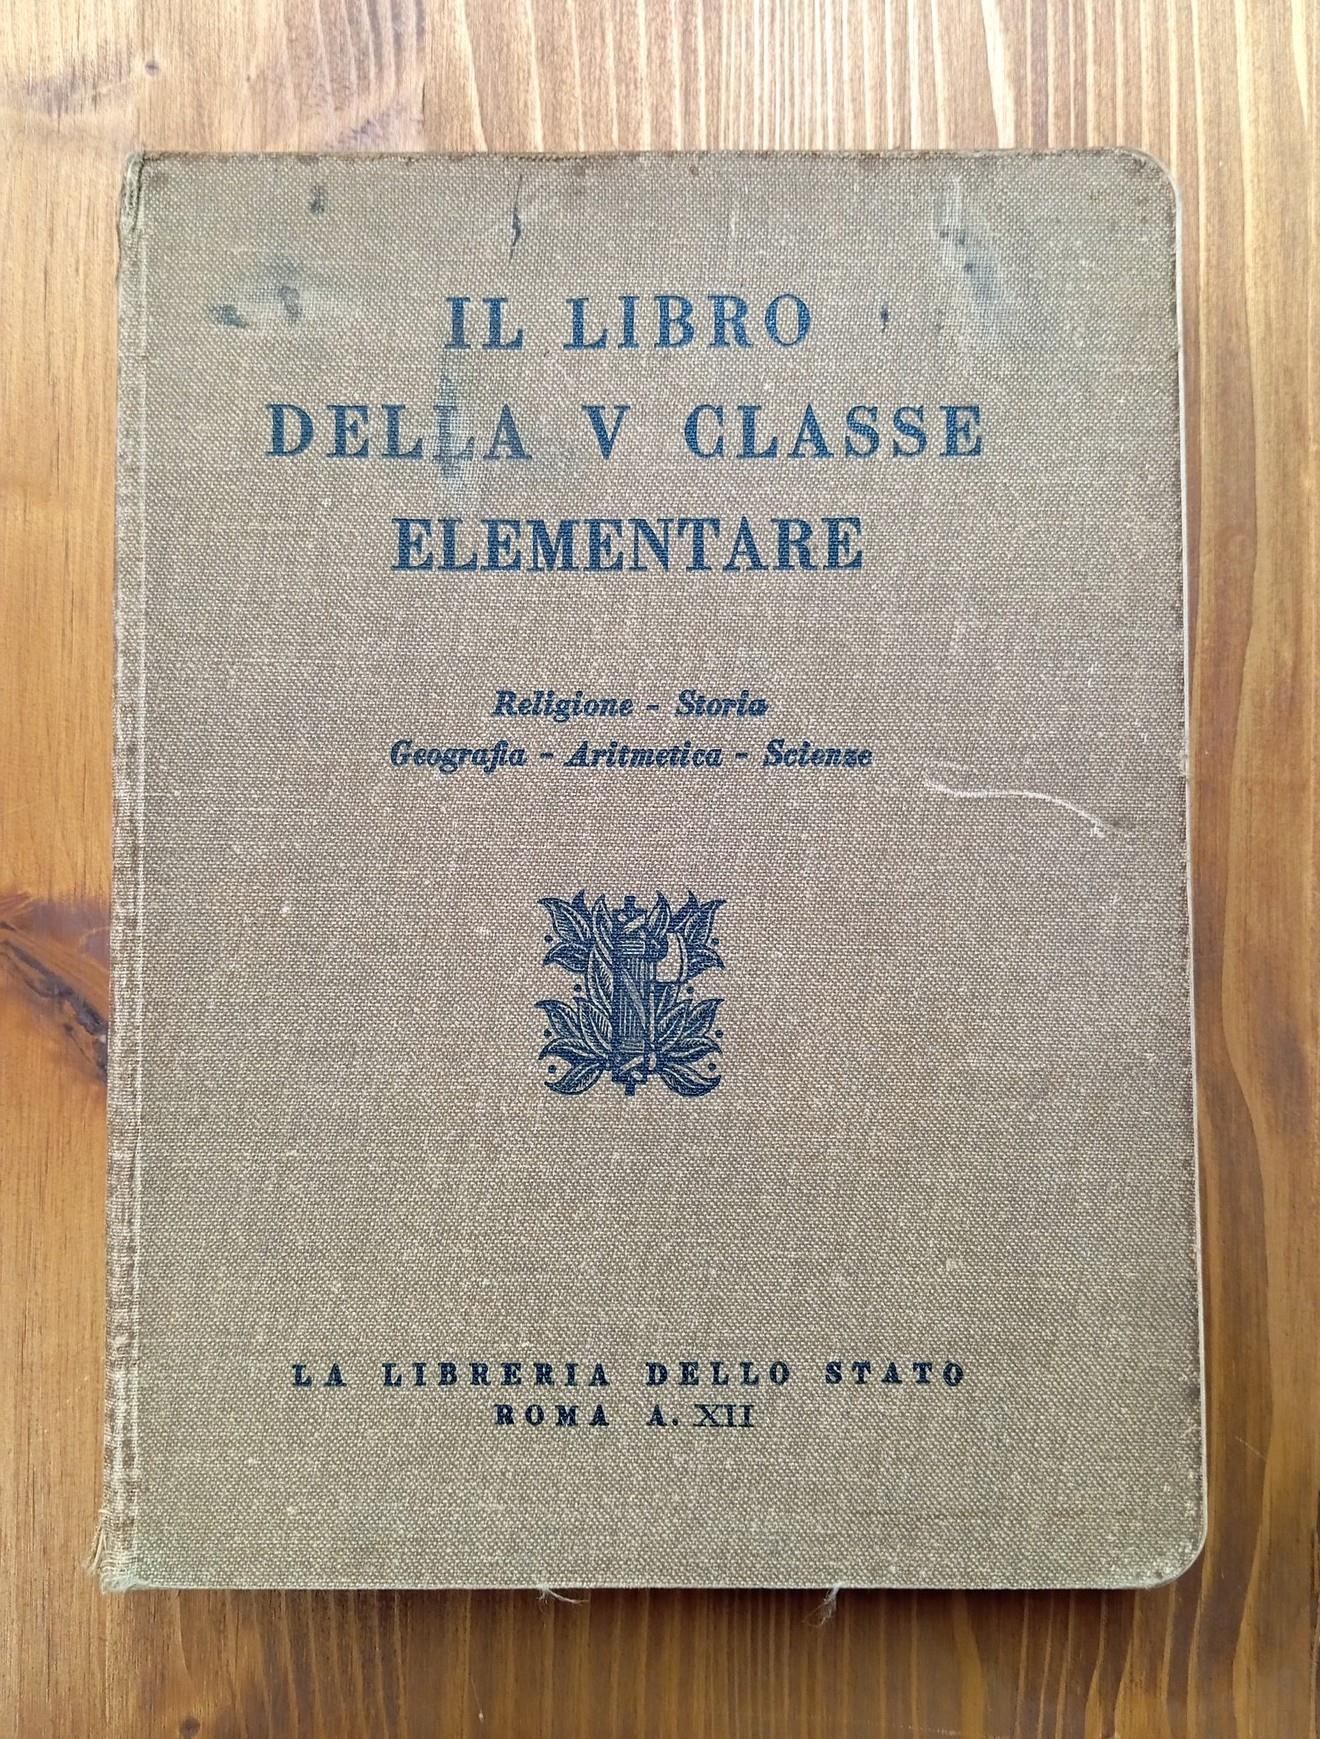 IL LIBRO
DELLA V CLASSE
ELEMENTARE
Religione - Storia
Geografia - Aritmetica - Scienze
LA LIBRERIA DELLO STATO
ROMA A. XII